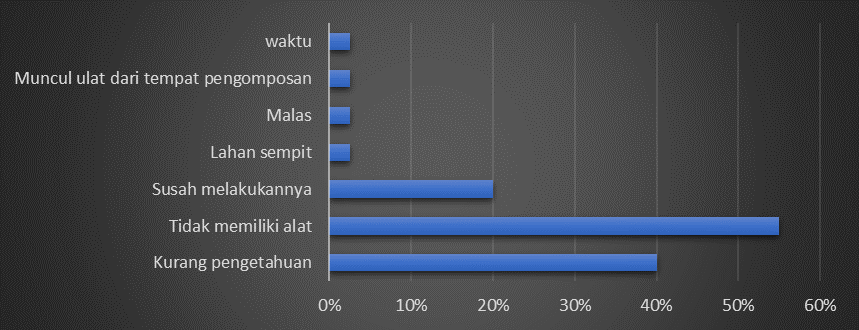 waktu
Muncul ulat dari tempat pengomposan
Malas
Lahan sempit
Susah melakukannya
Tidak memiliki alat
Kurang pengetahuan
0% 10% 20% 30% 40% 50% 60%